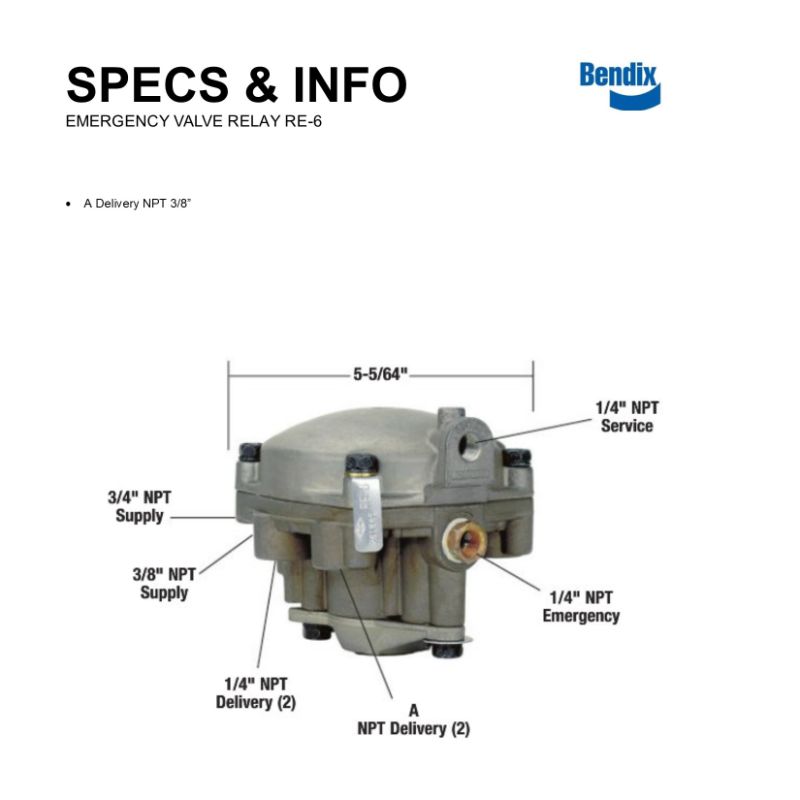 SPECS & INFO
Bendix
EMERGENCY VALVE RELAY RE-6
• A Delivery NPT 3/8”
5-5/64"
1/4" NPT
Service
3/4" NPT
Supply
3/8" NPT
Supply
1/4" NPT
Emergency
1/4" NPT
Delivery (2)
A
NPT Delivery (2)